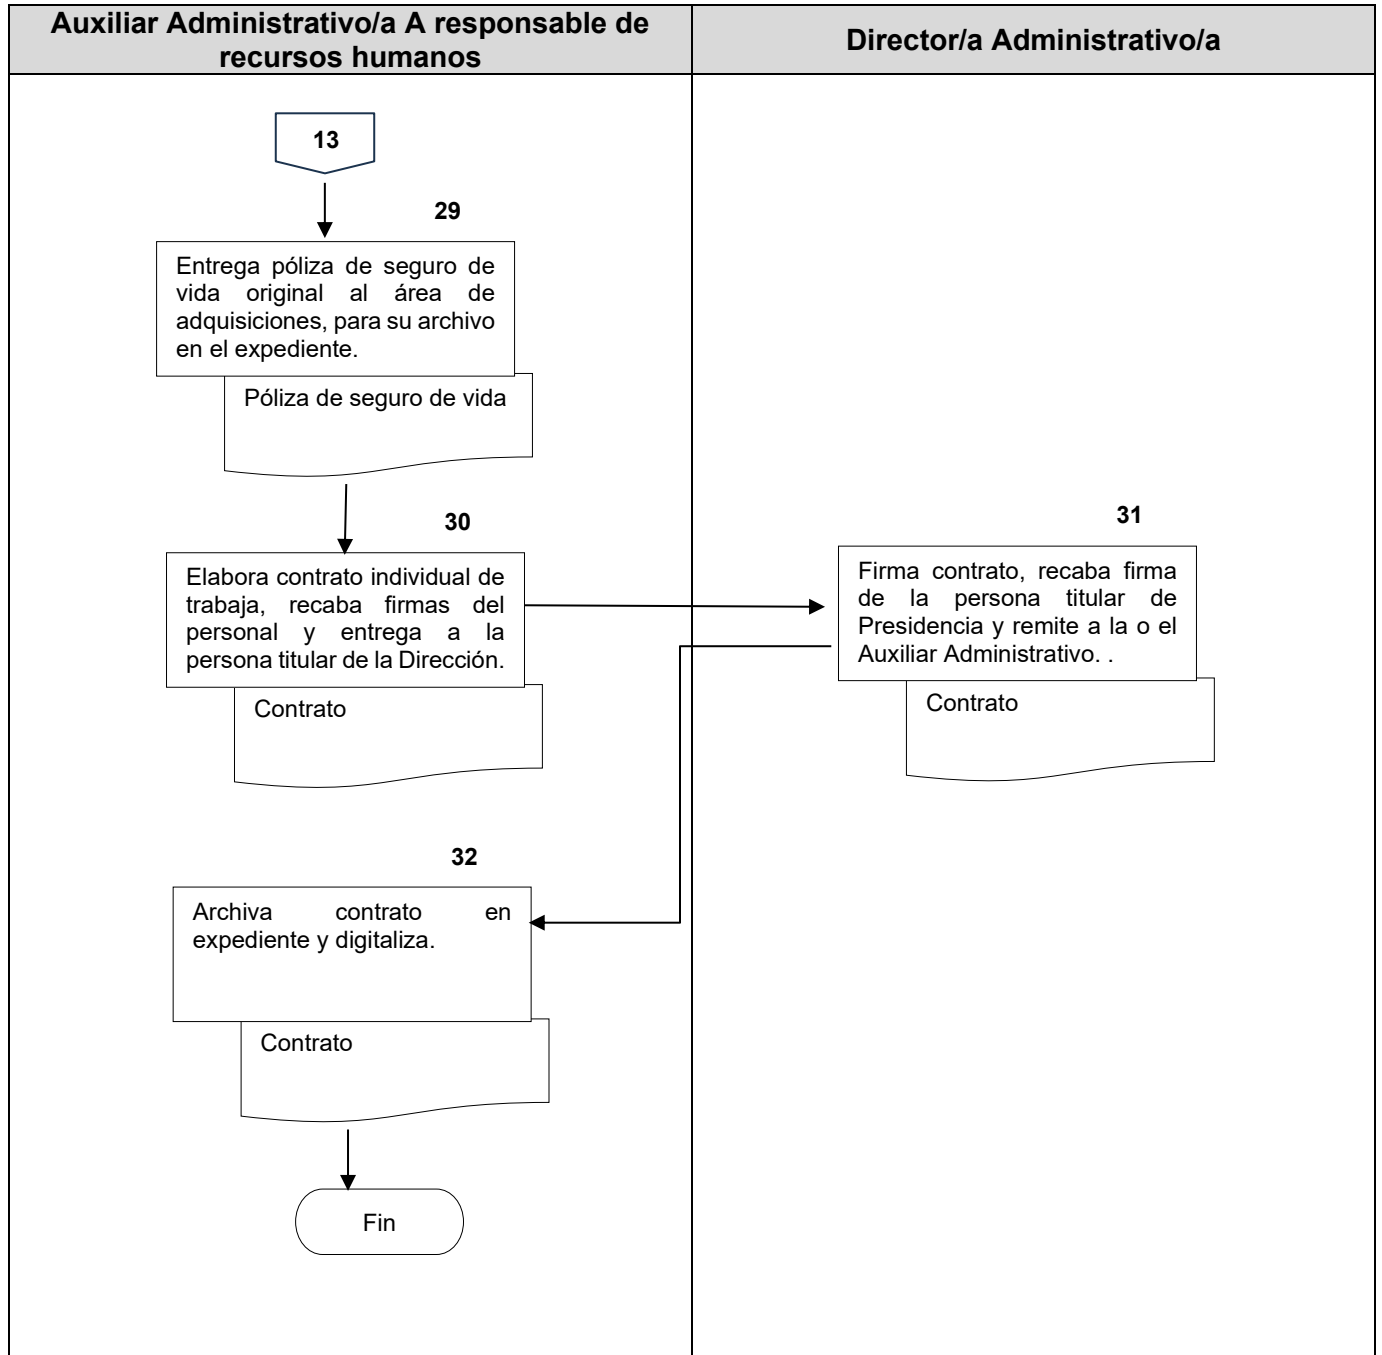 Auxiliar Administrativo/a A responsable de
recursos humanos
Director/a Administrativo/a
13
29
Entrega póliza de seguro de
vida original al área de
adquisiciones, para su archivo
en el expediente.
Póliza de seguro de vida
30
Elabora contrato individual de
trabaja, recaba firmas del
personal y entrega a la
persona titular de la Dirección.
Contrato
31
Firma contrato, recaba firma
de la persona titular de
Presidencia y remite a la o el
Auxiliar Administrativo. .
Contrato
32
Archiva contrato en
expediente y digitaliza.
Contrato
Fin